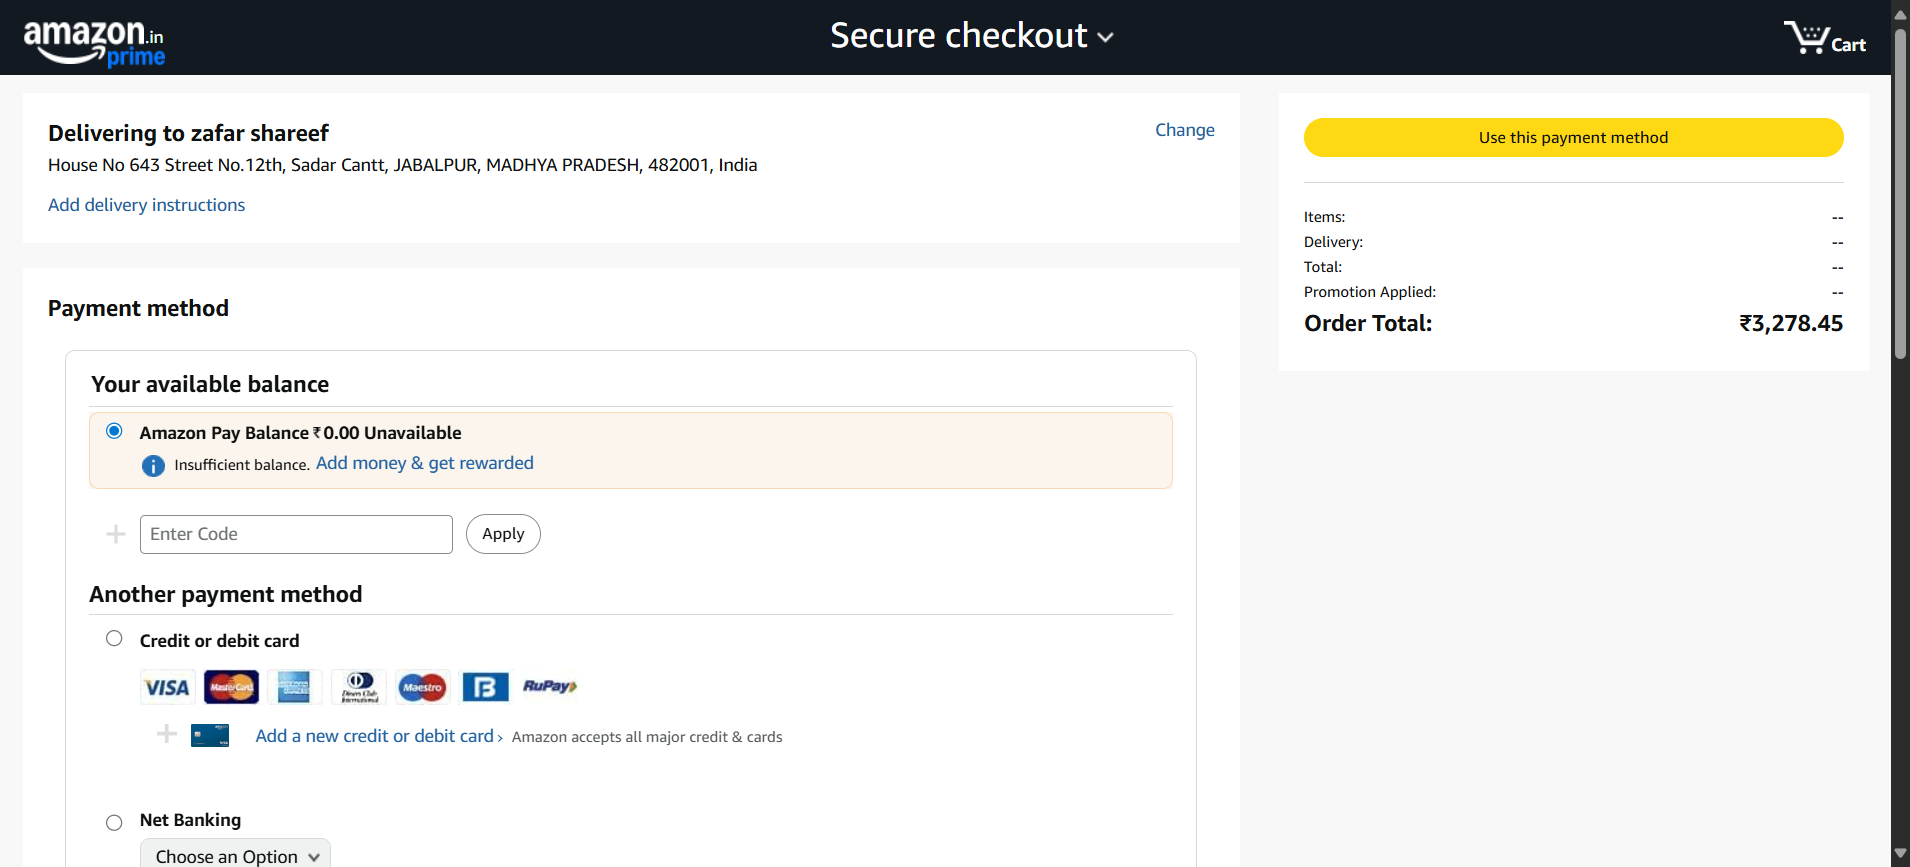 amazon.in
prime
Secure checkout
Cart
Delivering to zafar shareef
Change
House No 643 Street No.12th, Sadar Cantt, JABALPUR, MADHYA PRADESH, 482001, India
Add delivery instructions
Use this payment method
Items: --
Delivery: --
Total: --
Promotion Applied: --
Order Total: ₹3,278.45
Payment method
Your available balance
Amazon Pay Balance ₹0.00 Unavailable
Insufficient balance. Add money & get rewarded
Enter Code
Apply
Another payment method
Credit or debit card
VISA MasterCard Diners Club International Maestro B RuPay
Add a new credit or debit card › Amazon accepts all major credit & cards
Net Banking
Choose an Option